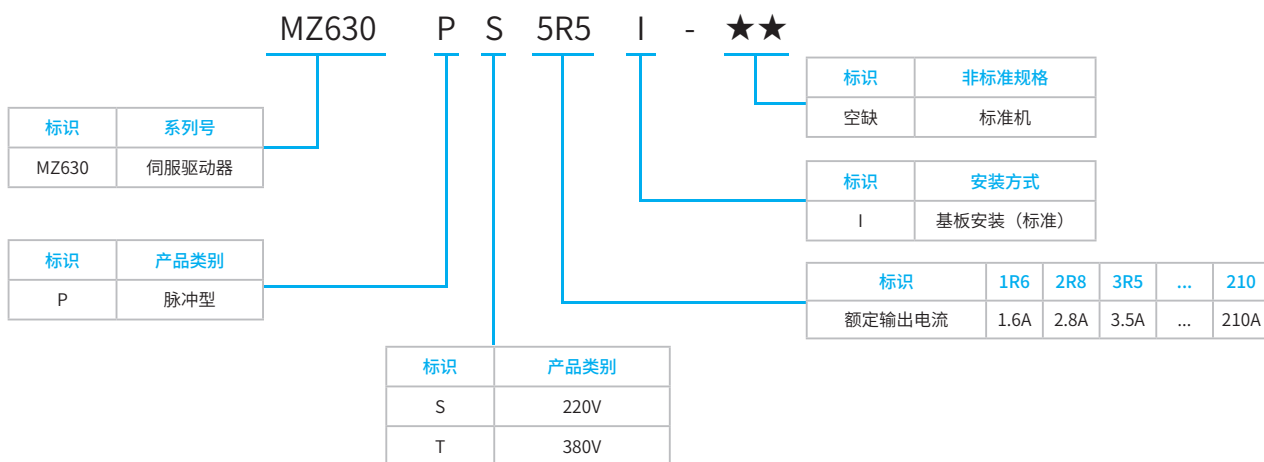 MZ630 P S 5R5 I - ★★
标识 非标准规格
空缺 标准机
标识 系列号
MZ630 伺服驱动器
标识 安装方式
I 基板安装（标准）
标识 产品类别
P 脉冲型
标识 1R6 2R8 3R5 ... 210
额定输出电流 1.6A 2.8A 3.5A ... 210A
标识 产品类别
S 220V
T 380V